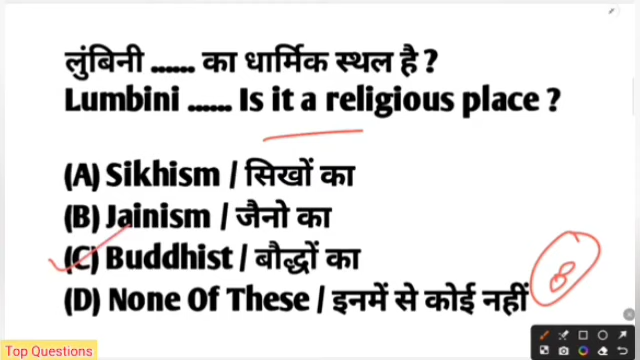 लुंबिनी ...... का धार्मिक स्थल है ?
Lumbini ...... Is it a religious place ?
(A) Sikhism / सिखों का
(B) Jainism / जैनो का
(C) Buddhist / बौद्धों का
(D) None Of These / इनमें से कोई नहीं
Top Questions